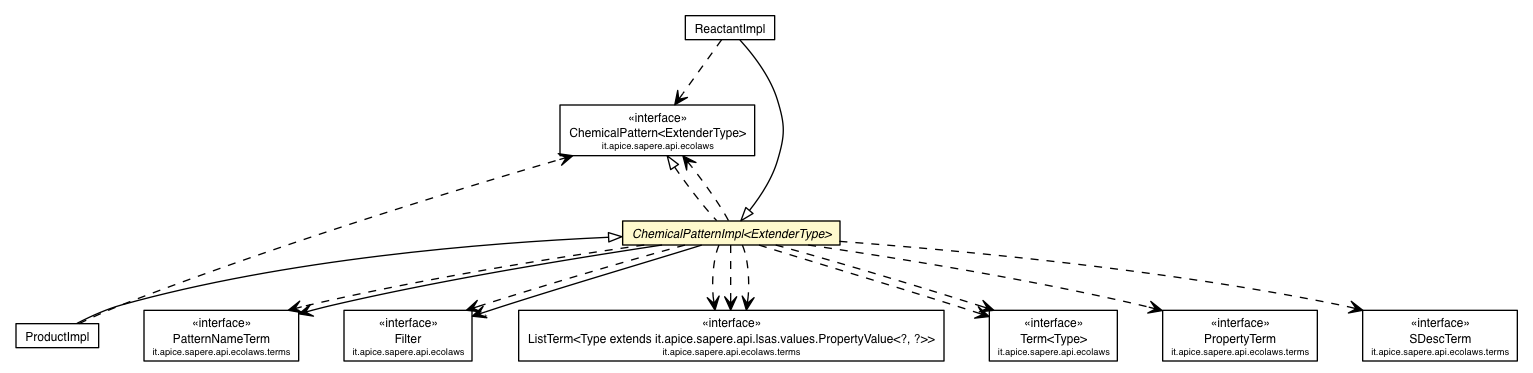 ReactantImpl
«interface»
ChemicalPattern<ExtenderType>
it.apice.sapere.api.ecolaws
ChemicalPatternImpl<ExtenderType>
ProductImpl
«interface»
PatternNameTerm
it.apice.sapere.api.ecolaws.terms
«interface»
Filter
it.apice.sapere.api.ecolaws
«interface»
ListTerm<Type extends it.apice.sapere.api.lsas.values.PropertyValue<?, ?>>
it.apice.sapere.api.ecolaws.terms
«interface»
Term<Type>
it.apice.sapere.api.ecolaws
«interface»
PropertyTerm
it.apice.sapere.api.ecolaws.terms
«interface»
SDescTerm
it.apice.sapere.api.ecolaws.terms